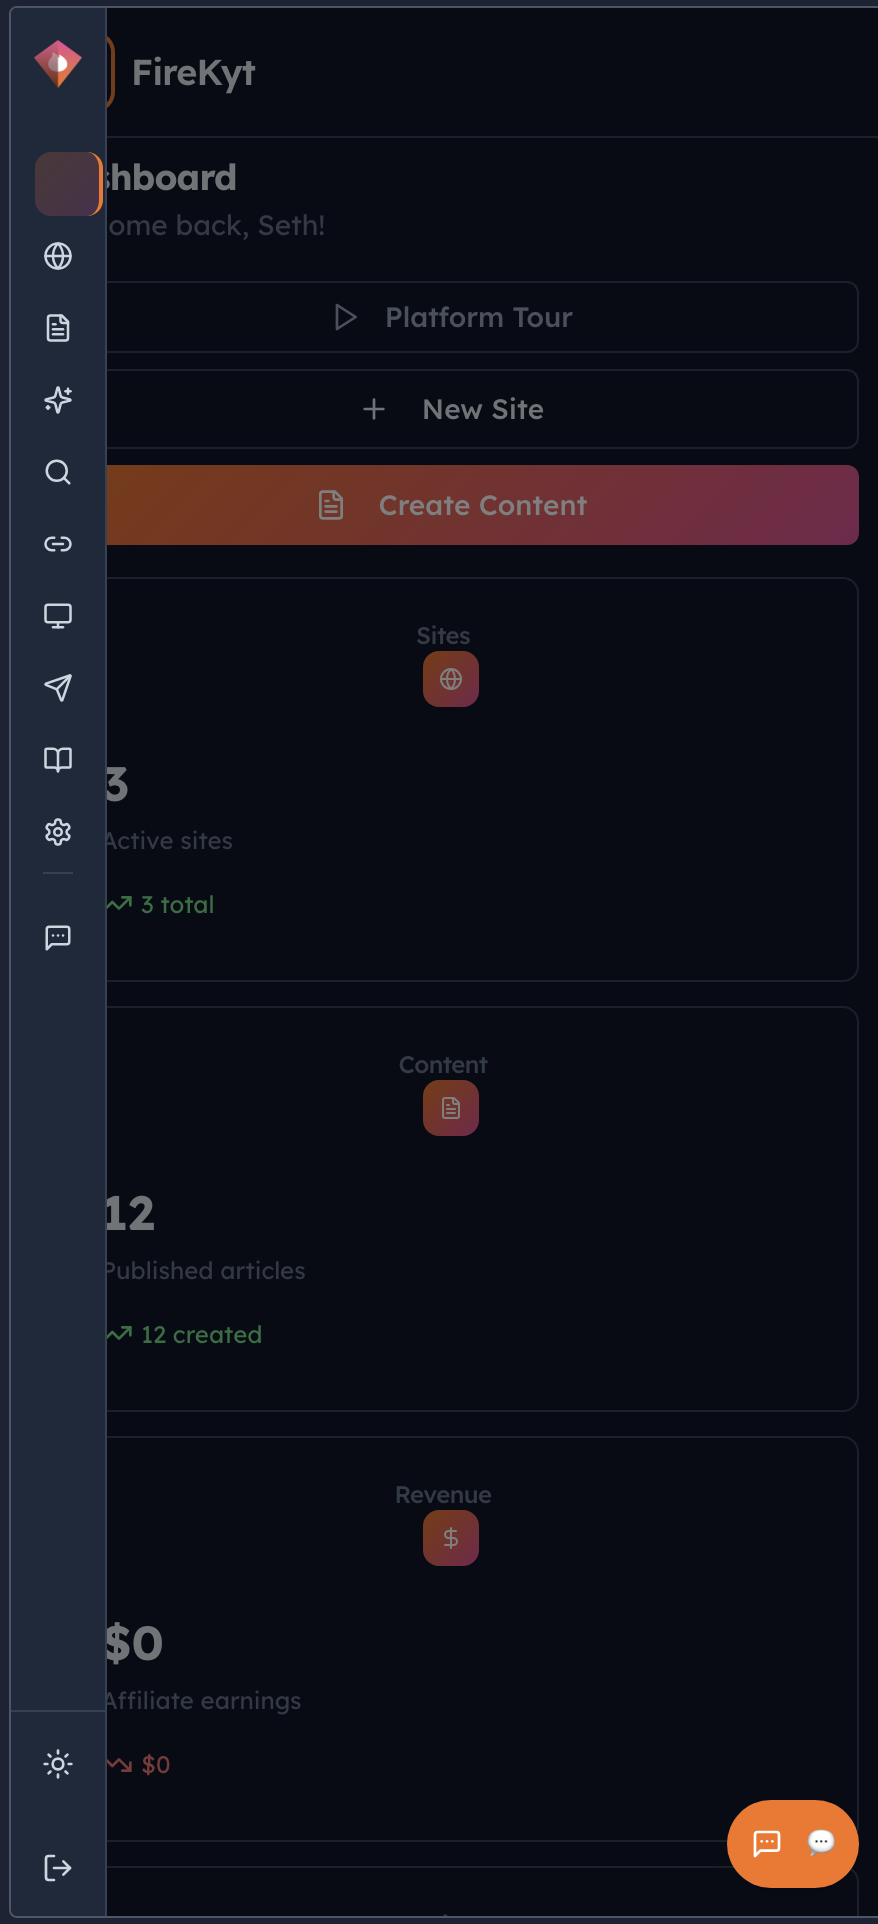 FireKyt
shboard
ome back, Seth!
Platform Tour
New Site
Create Content
Sites
3
Active sites
3 total
Content
12
Published articles
12 created
Revenue
$
$0
Affiliate earnings
$0